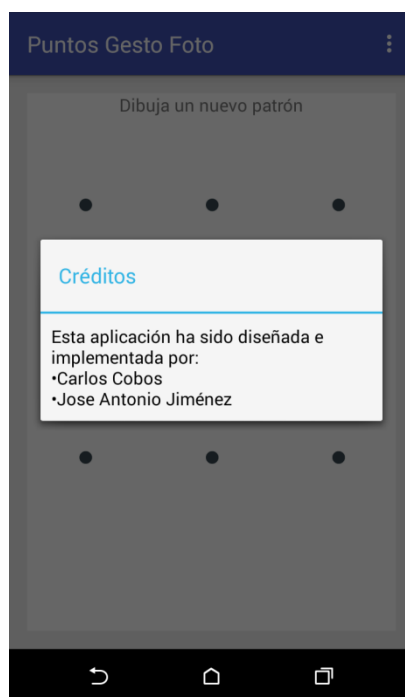 Puntos Gesto Foto
Dibuja un nuevo patrón
Créditos
Esta aplicación ha sido diseñada e
implementada por:
•Carlos Cobos
•Jose Antonio Jiménez